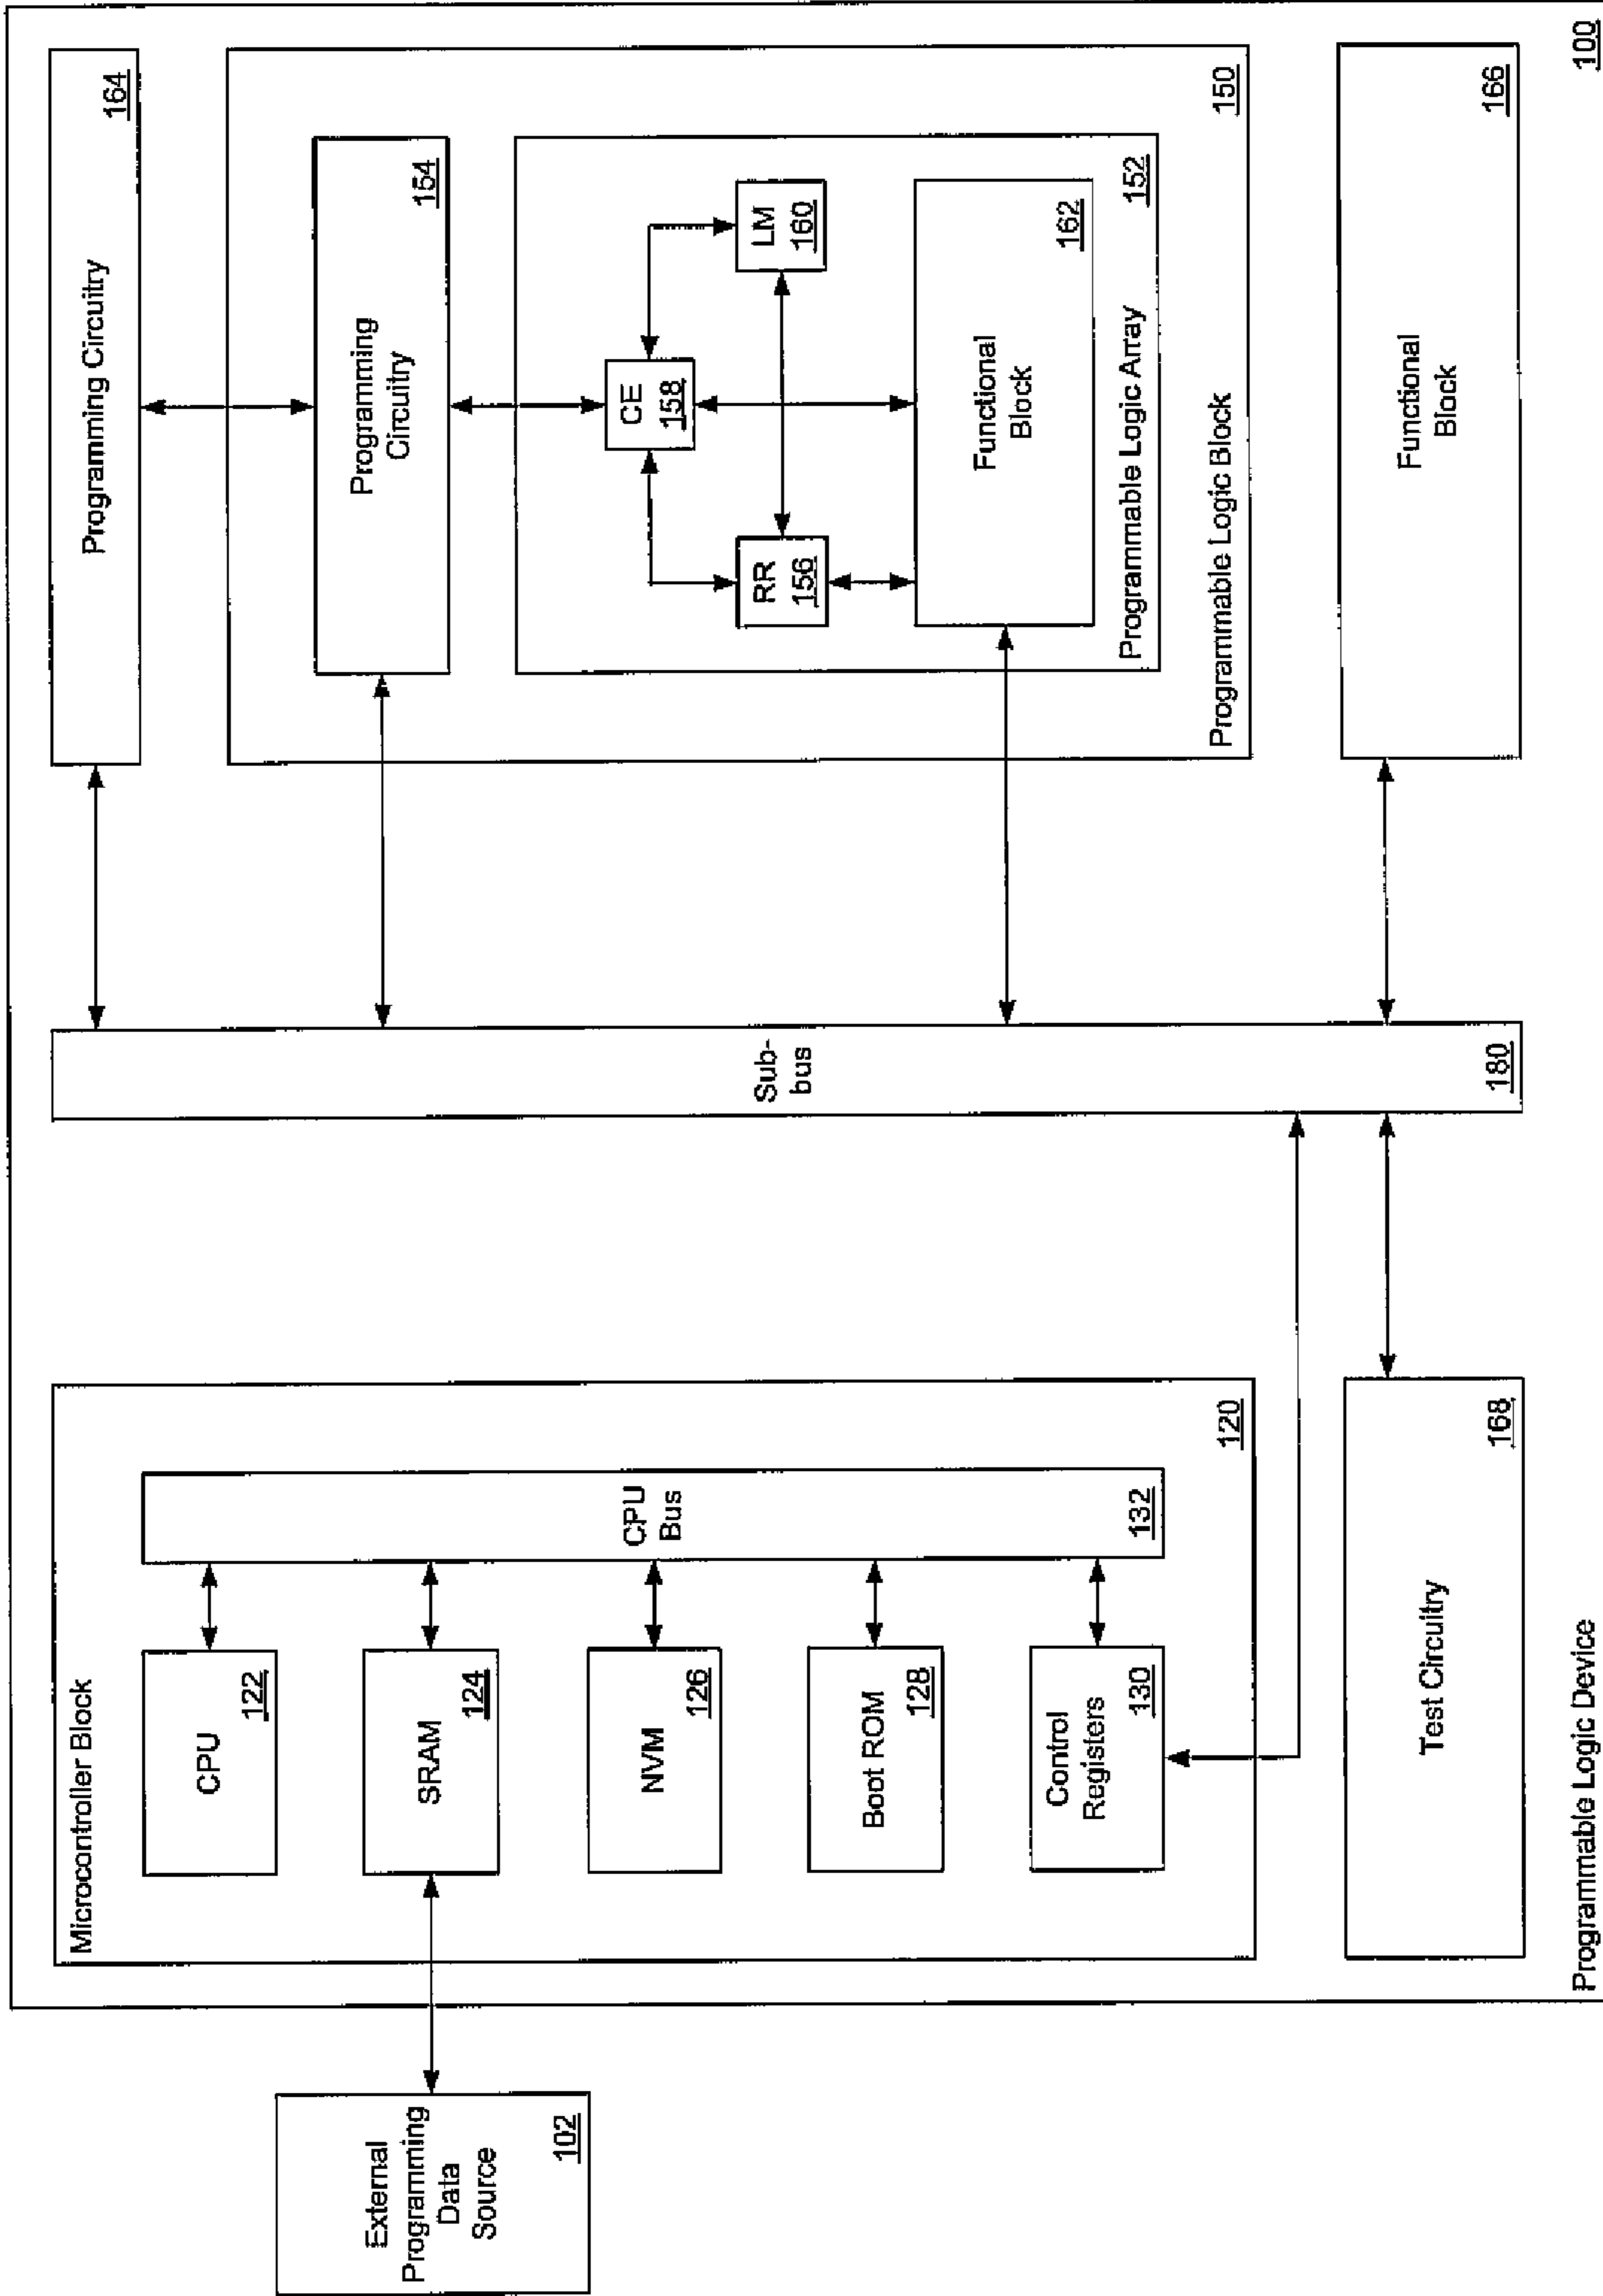 External
Programming
Data
Source
102
Microcontroller Block
CPU
122
SRAM
124
NVM
126
Boot ROM
128
Control
Registers
130
CPU
Bus
132
120
Test Circuitry
168
Sub-
bus
180
Programming Circuitry
164
Programming
Circuitry
154
CE
158
RR
156
LM
160
Functional
Block
162
Programmable Logic Array
152
Programmable Logic Block
150
Functional
Block
166
Programmable Logic Device
100